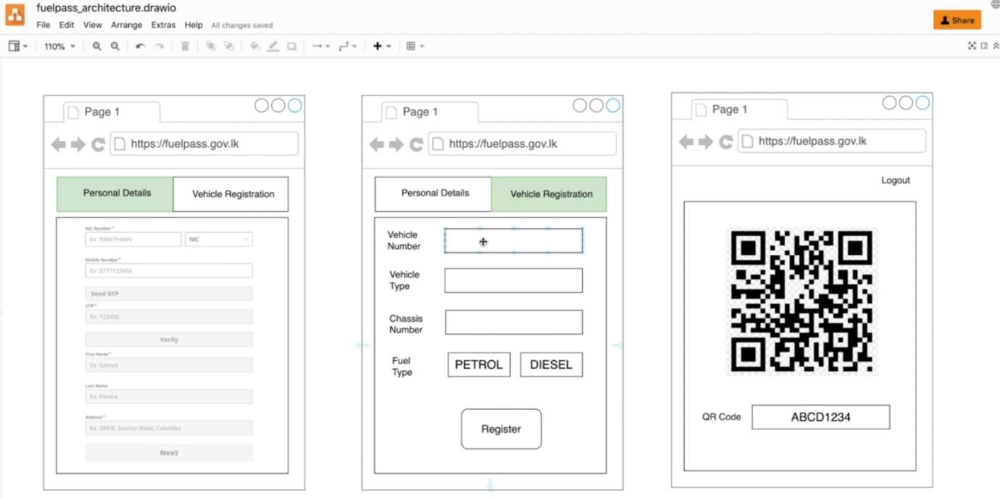 fuelpass_architecture.drawio
File Edit View Arrange Extras Help All changes saved
Share
110%
Page 1
https://fuelpass.gov.lk
Personal Details Vehicle Registration
NIC Number*
Ex: 895675466V NIC
Mobile Number*
Ex: 0777123456
Send OTP
OTP*
Ex: 123456
Verify
First Name*
Ex: Saman
Last Name
Ex: Perera
Address*
Ex: 399/8, Station Road, Colombo
Next
Page 1
https://fuelpass.gov.lk
Personal Details Vehicle Registration
Vehicle
Number
Vehicle
Type
Chassis
Number
Fuel
Type
PETROL DIESEL
Register
Page 1
https://fuelpass.gov.lk
Logout
QR Code ABCD1234